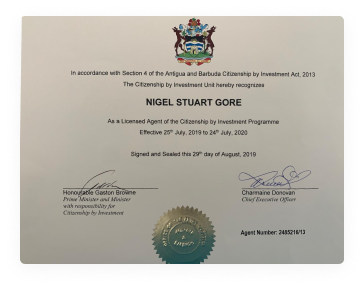 In accordance with Section 4 of the Antigua and Barbuda Citizenship by Investment Act, 2013
The Citizenship by Investment Unit hereby recognizes
NIGEL STUART GORE
As a Licensed Agent of the Citizenship by Investment Programme
Effective 25th July, 2019 to 24th July, 2020
Signed and Sealed this 29th day of August, 2019
Honourable Gaston Browne
Prime Minister and Minister
with responsibility for
Citizenship by Investment
Charmaine Donovan
Chief Executive Officer
Agent Number: 2405218/13